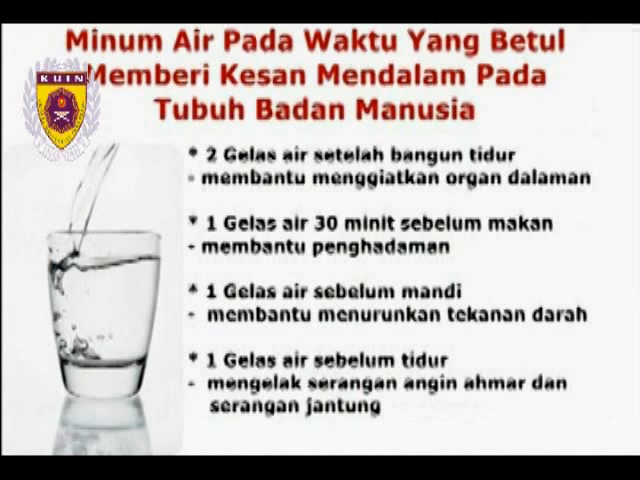 Minum Air Pada Waktu Yang Betul
Memberi Kesan Mendalam Pada
Tubuh Badan Manusia
KUIN
* 2 Gelas air setelah bangun tidur
- membantu menggiatkan organ dalaman
* 1 Gelas air 30 minit sebelum makan
- membantu penghadaman
* 1 Gelas air sebelum mandi
- membantu menurunkan tekanan darah
* 1 Gelas air sebelum tidur
- mengelak serangan angin ahmar dan
serangan jantung